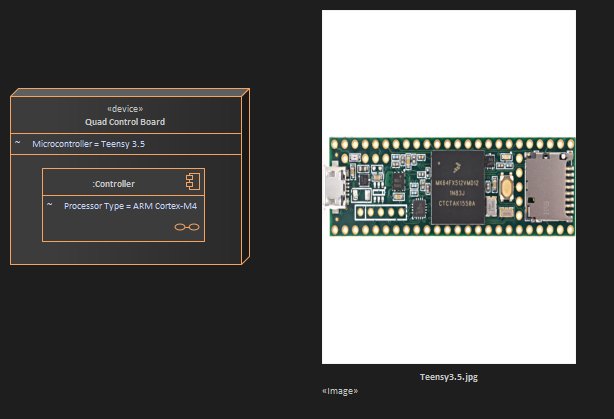 «device»
Quad Control Board
~ Microcontroller = Teensy 3.5
:Controller
~ Processor Type = ARM Cortex-M4
MK64FX512VMD12
1N83J
CTCTAK1538A
Teensy3.5.jpg
«Image»